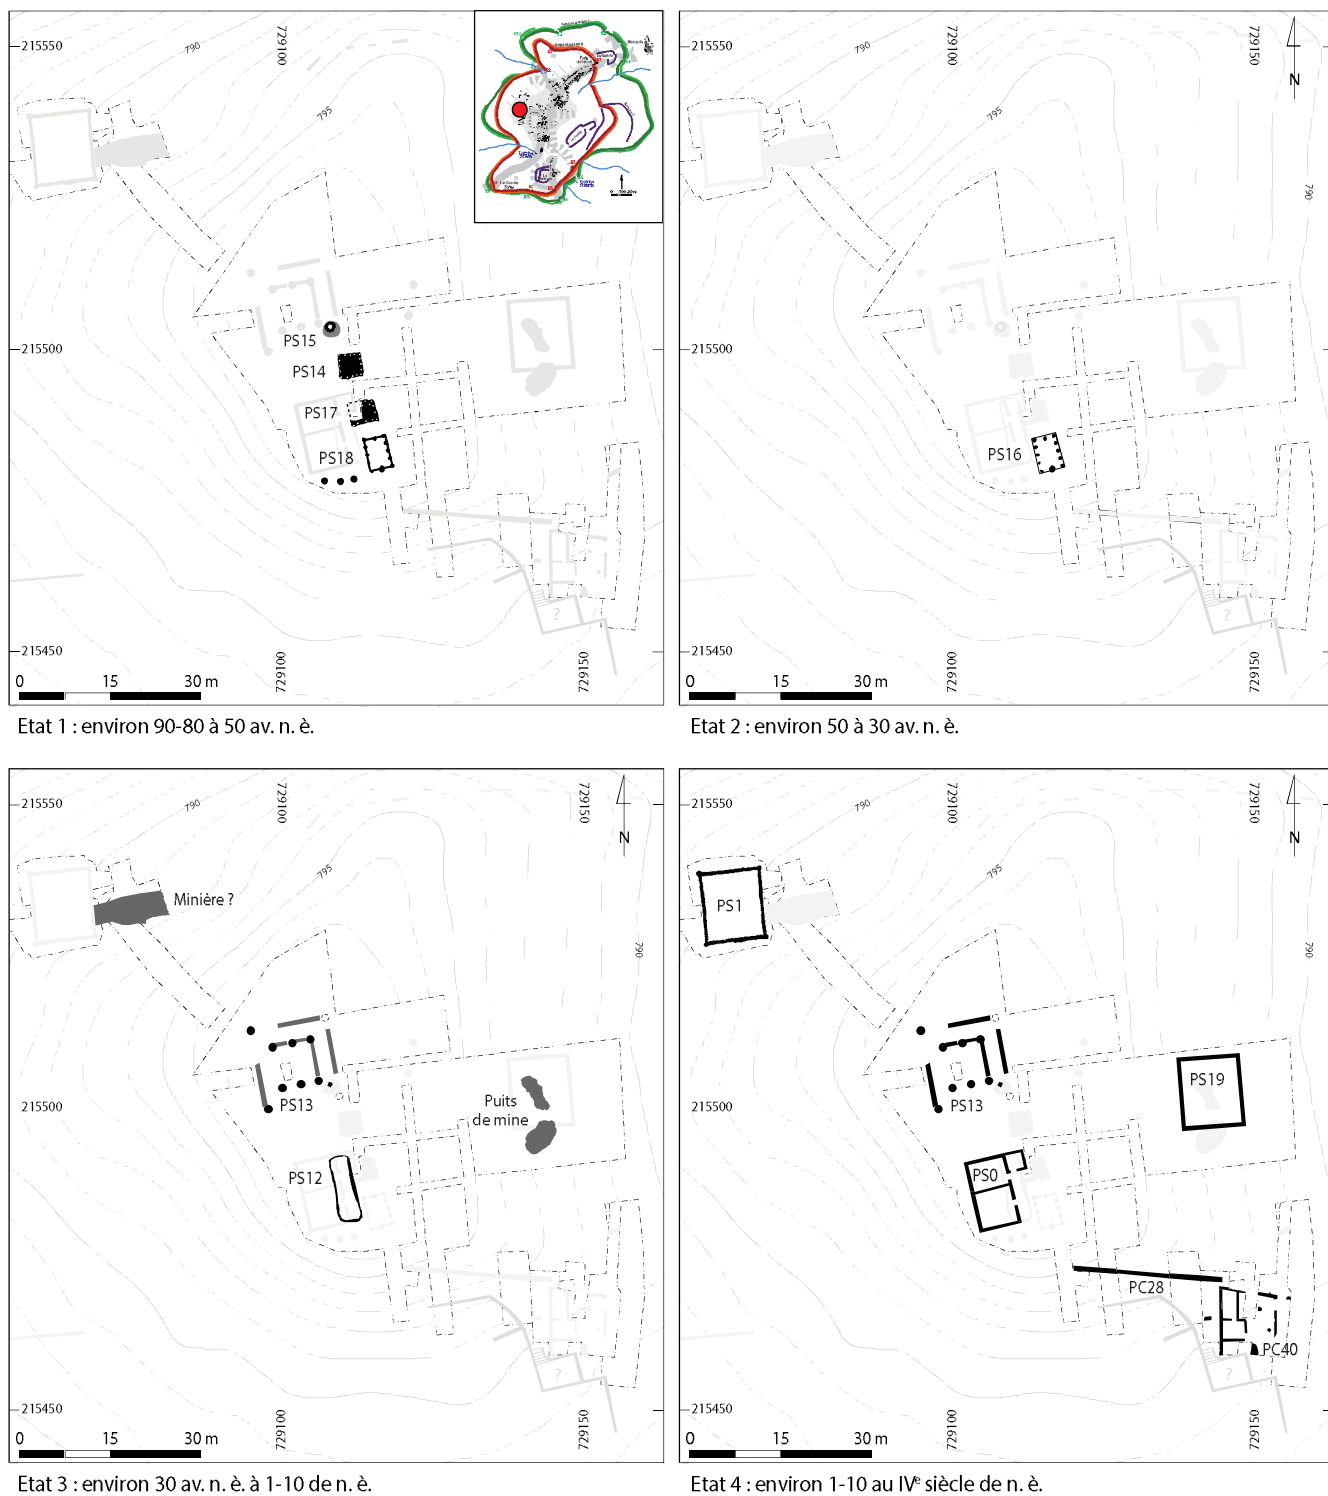 215550
790
729100
795
215500
PS15
PS14
PS17
PS18
?
215450
729100
729150
0 15 30 m
Etat 1 : environ 90-80 à 50 av. n. è.
215550
790
729100
729150
N
795
790
215500
PS16
?
215450
729100
729150
0 15 30 m
Etat 2 : environ 50 à 30 av. n. è.
215550
790
729100
729150
N
795
Minière ?
790
215500
PS13
Puits
de mine
PS12
?
215450
729100
729150
0 15 30 m
Etat 3 : environ 30 av. n. è. à 1-10 de n. è.
215550
790
729100
729150
N
795
PS1
790
215500
PS13
PS19
PS0
PC28
PC40
?
215450
729100
729150
0 15 30 m
Etat 4 : environ 1-10 au IVe siècle de n. è.